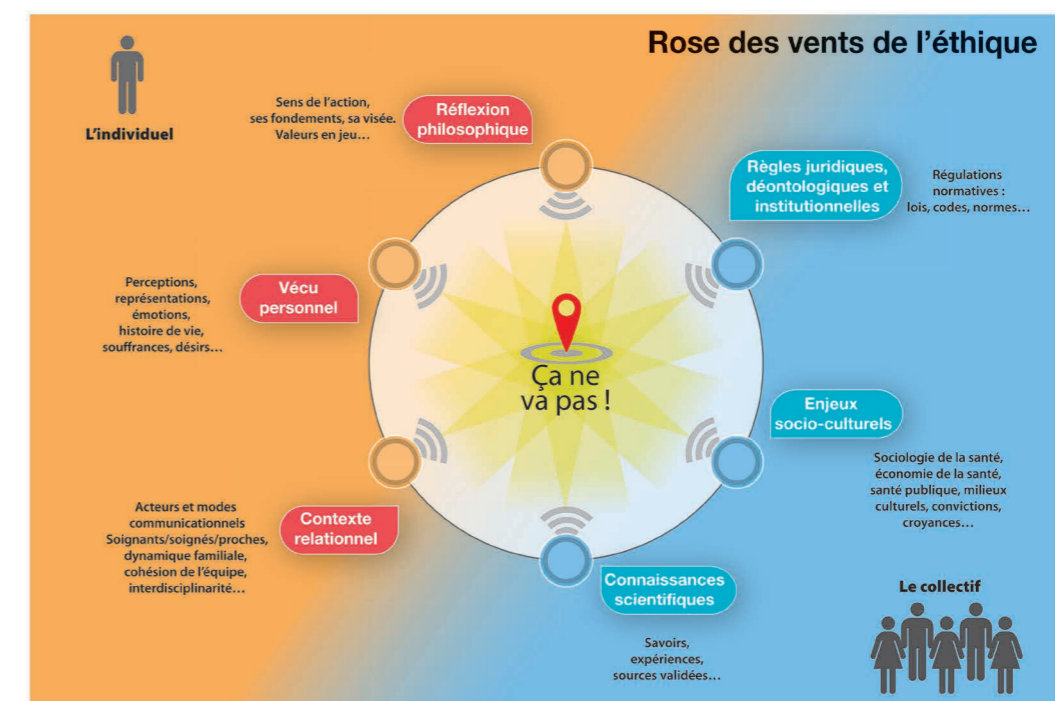 Rose des vents de l’éthique
L’individuel
Sens de l’action,
ses fondements, sa visée.
Valeurs en jeu…
Réflexion
philosophique
Règles juridiques,
déontologiques et
institutionnelles
Régulations
normatives :
lois, codes, normes…
Perceptions,
représentations,
émotions,
histoire de vie,
souffrances, désirs…
Vécu
personnel
Ça ne
va pas !
Enjeux
socio-culturels
Sociologie de la santé,
économie de la santé,
santé publique, milieux
culturels, convictions,
croyances…
Acteurs et modes
communicationnels
Soignants/soignés/proches,
dynamique familiale,
cohésion de l’équipe,
interdisciplinarité…
Contexte
relationnel
Connaissances
scientifiques
Savoirs,
expériences,
sources validées…
Le collectif